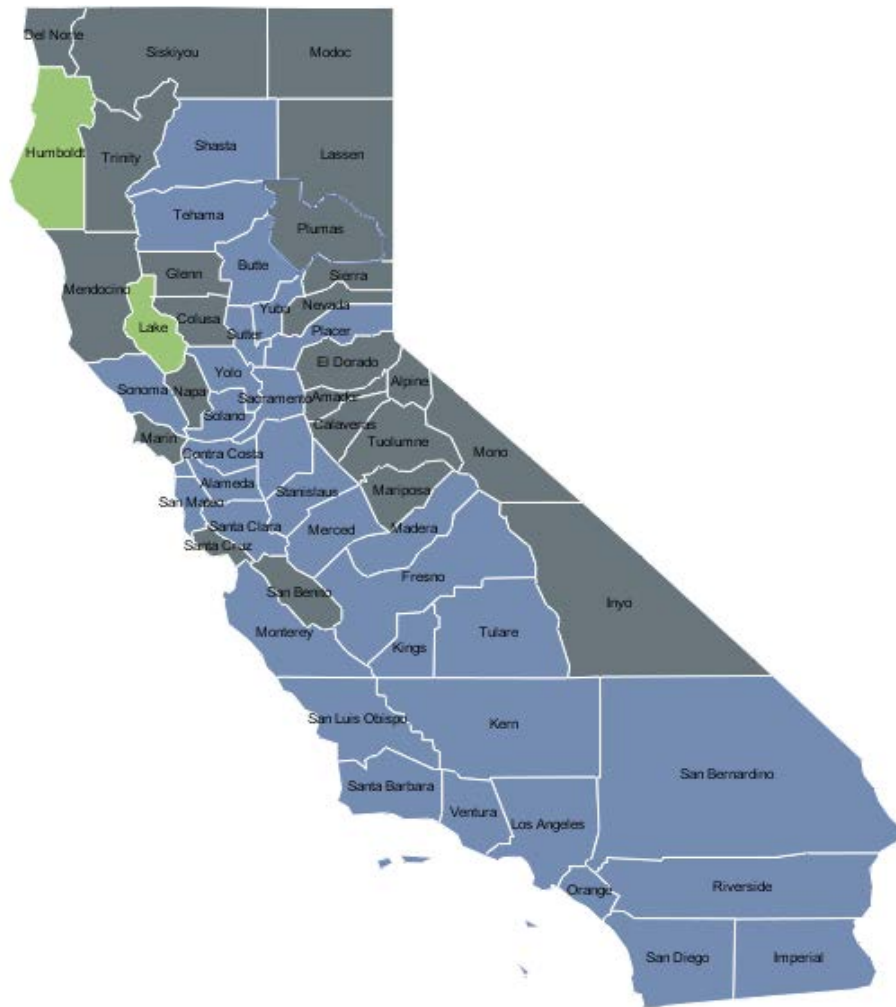 Del Norte
Siskiyou
Modoc
Humboldt
Trinity
Shasta
Lassen
Tehama
Plumas
Glenn
Butte
Sierra
Mendocino
Lake
Colusa
Yuba
Nevada
Sutter
Placer
El Dorado
Sonoma
Napa
Yolo
Alpine
Sacramento
Amador
Solano
Calaveras
Marin
Tuolumne
Contra Costa
Mono
Alameda
Stanislaus
Mariposa
San Mateo
Santa Clara
Merced
Madera
Santa Cruz
Fresno
San Benito
Inyo
Monterey
Kings
Tulare
San Luis Obispo
Kern
San Bernardino
Santa Barbara
Ventura
Los Angeles
Orange
Riverside
San Diego
Imperial